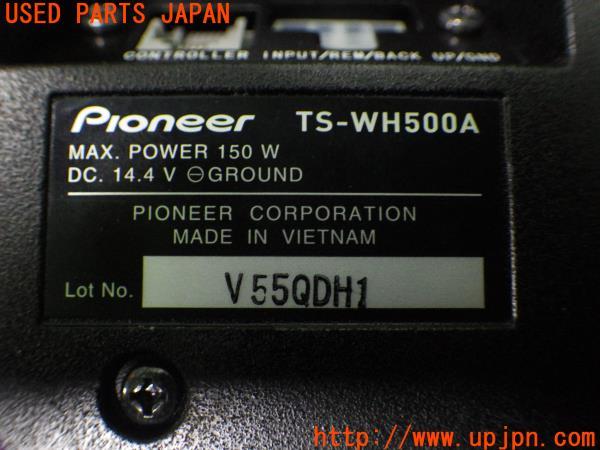 USED PARTS JAPAN
CONTROLLER INPUT/REM/BACK UP/GND
Pioneer TS-WH500A
MAX. POWER 150 W
DC. 14.4 V ⊖GROUND
PIONEER CORPORATION
MADE IN VIETNAM
Lot No. V55QDH1
http://www.upjpn.com